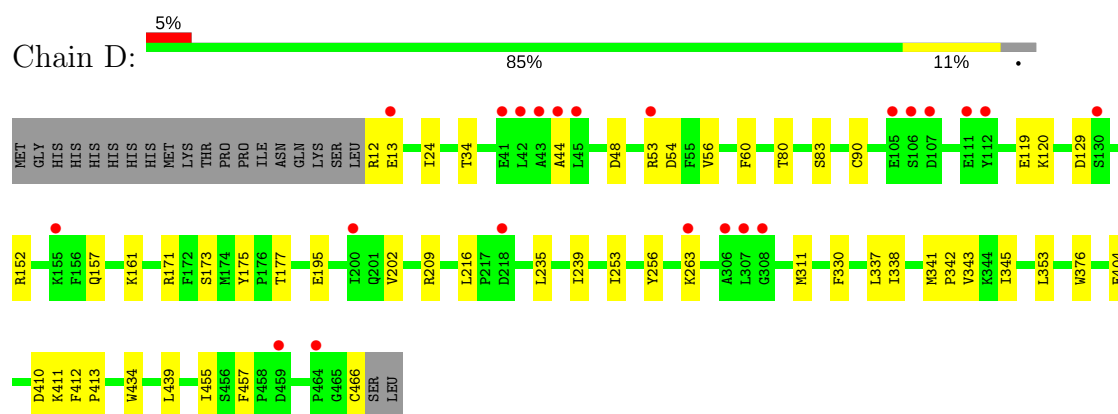 5%
Chain D:
85% 11% •
MET GLY HIS HIS HIS HIS HIS HIS MET LYS THR PRO PRO ILE ASN GLN LYS SER LEU R12 E13 I24 T34 E41 L42 A43 A44 L45 D48 R53 D54 F55 V56 F60 T80 S83 C90 E105 S106 D107 E111 Y112 E119 K120 D129 S130
R152 K155 F156 Q157 K161 R171 F172 S173 M174 Y175 P176 T177 E195 I200 Q201 V202 R209 L216 P217 D218 L235 I239 I253 Y256 K263 A306 L307 G308 M311 F330 L337 I338 M341 P342 V343 K344 I345 L353 W376
D410 K411 F412 P413 W434 L439 I455 S456 F457 P458 D459 P464 G465 C466 SER LEU